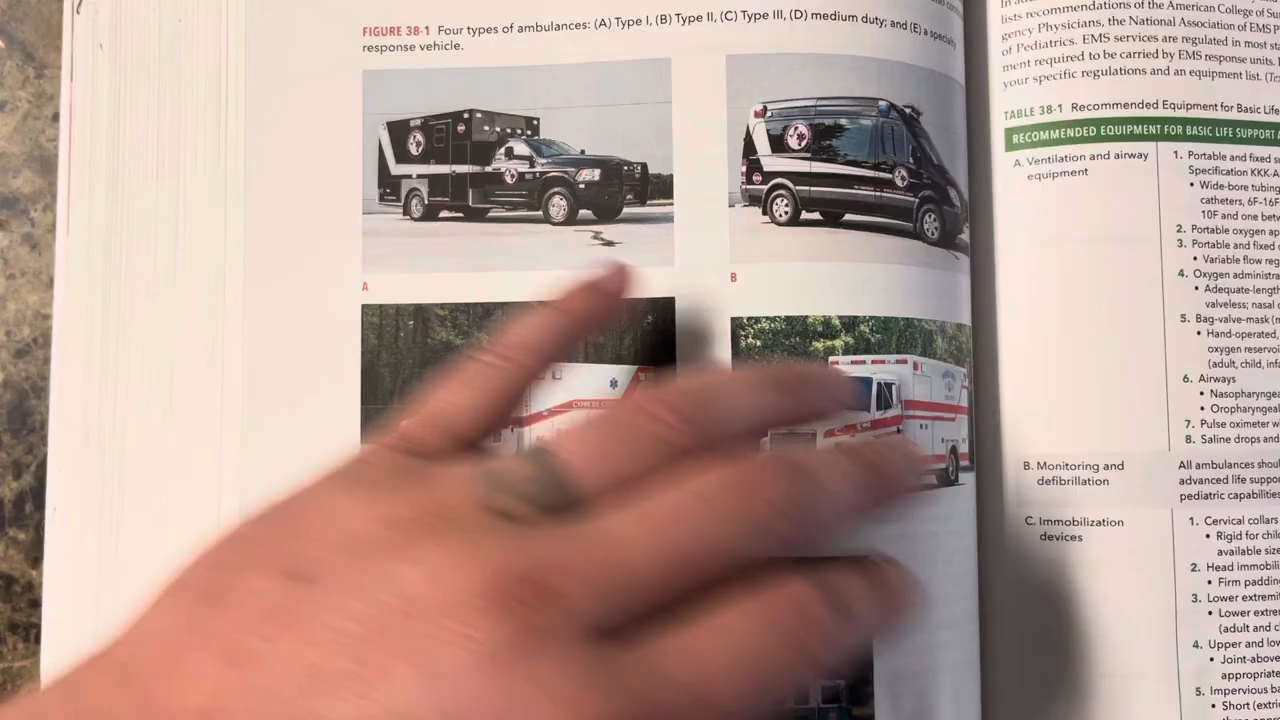 FIGURE 38-1 Four types of ambulances: (A) Type I, (B) Type II, (C) Type III, (D) medium duty; and (E) a specialty
response vehicle.
A
B
CYPRESS
lists recommendations of the American College of Su
gency Physicians, the National Association of EMS P
of Pediatrics. EMS services are regulated in most sta
ment required to be carried by EMS response units.
your specific regulations and an equipment list.
TABLE 38-1 Recommended Equipment for Basic Life
RECOMMENDED EQUIPMENT FOR BASIC LIFE SUPPORT A
A. Ventilation and airway
equipment
1. Portable and fixed s
Specification KKK-A
• Wide-bore tubing
catheters, 6F-16F
10F and one betw
2. Portable oxygen ap
3. Portable and fixed o
• Variable flow reg
4. Oxygen administra
• Adequate-length
valveless; nasal c
5. Bag-valve-mask (m
• Hand-operated,
oxygen reservoi
(adult, child, infa
6. Airways
• Nasopharyngea
• Oropharyngea
7. Pulse oximeter w
8. Saline drops and
B. Monitoring and
defibrillation
All ambulances shou
advanced life suppo
pediatric capabilities
C. Immobilization
devices
1. Cervical collars
• Rigid for chil
available size
2. Head immobili
• Firm paddin
3. Lower extremit
• Lower extre
(adult and c
4. Upper and low
• Joint-above
appropriate
5. Impervious ba
• Short (extri